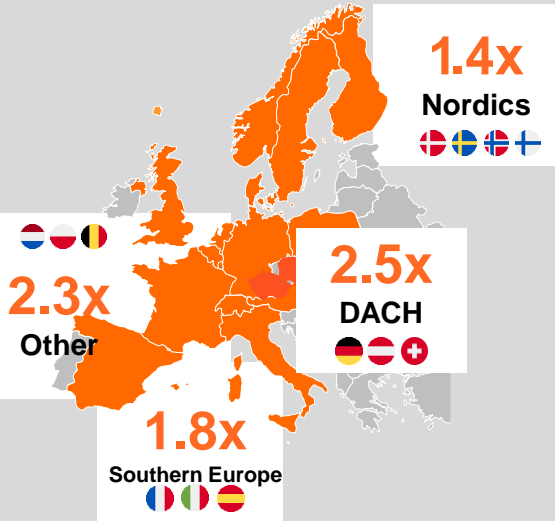 1.4x
Nordics
2.3x
Other
2.5x
DACH
1.8x
Southern Europe